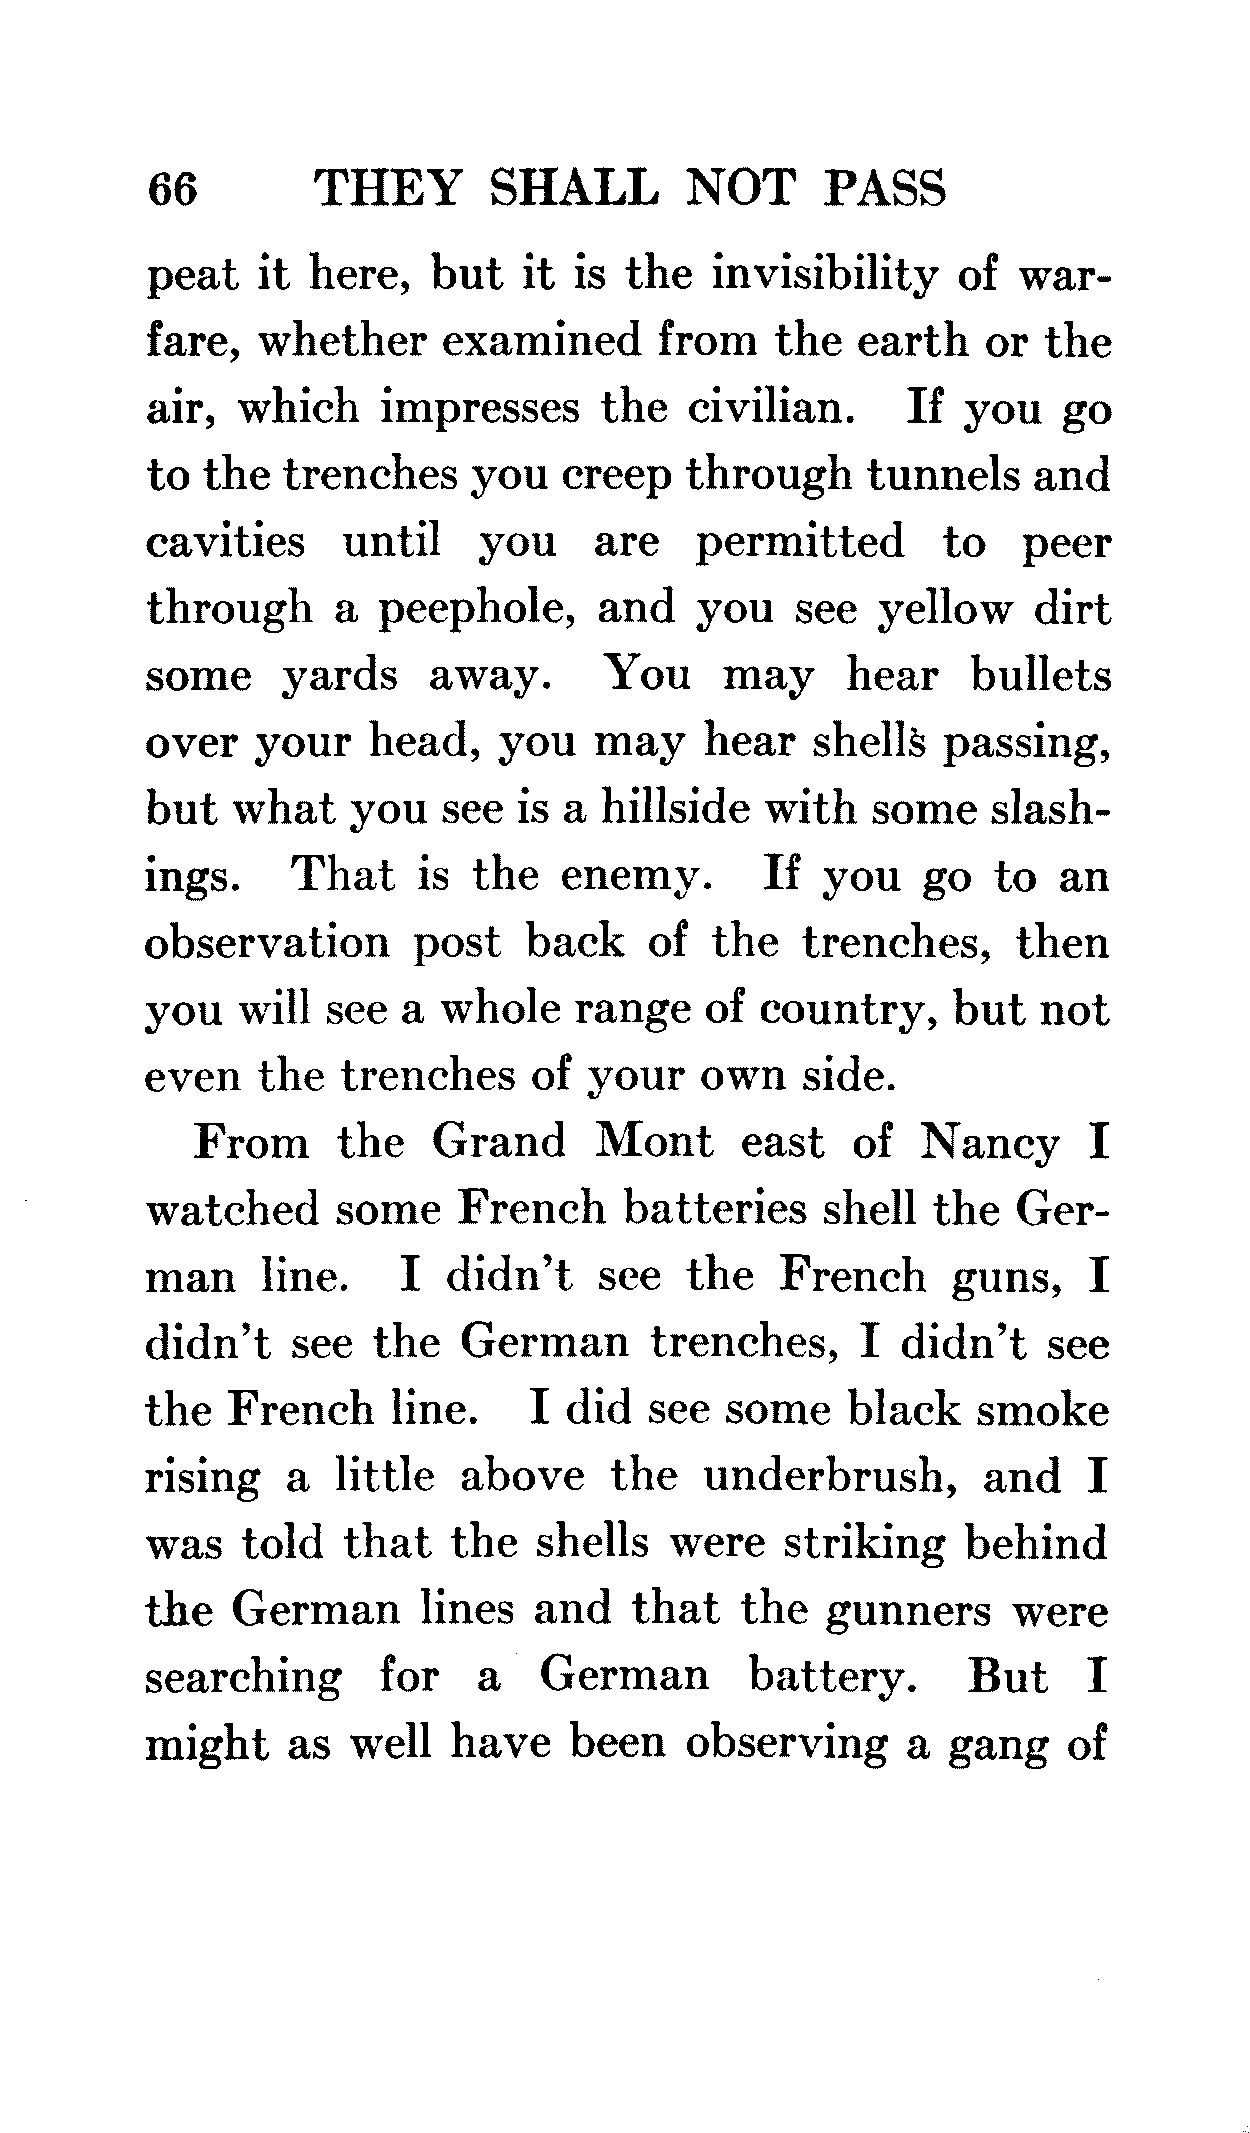 66 THEY SHALL NOT PASS
peat it here, but it is the invisibility of war-
fare, whether examined from the earth or the
air, which impresses the civilian. If you go
to the trenches you creep through tunnels and
cavities until you are permitted to peer
through a peephole, and you see yellow dirt
some yards away. You may hear bullets
over your head, you may hear shells passing,
but what you see is a hillside with some slash-
ings. That is the enemy. If you go to an
observation post back of the trenches, then
you will see a whole range of country, but not
even the trenches of your own side.
From the Grand Mont east of Nancy I
watched some French batteries shell the Ger-
man line. I didn't see the French guns, I
didn't see the German trenches, I didn't see
the French line. I did see some black smoke
rising a little above the underbrush, and I
was told that the shells were striking behind
the German lines and that the gunners were
searching for a German battery. But I
might as well have been observing a gang of